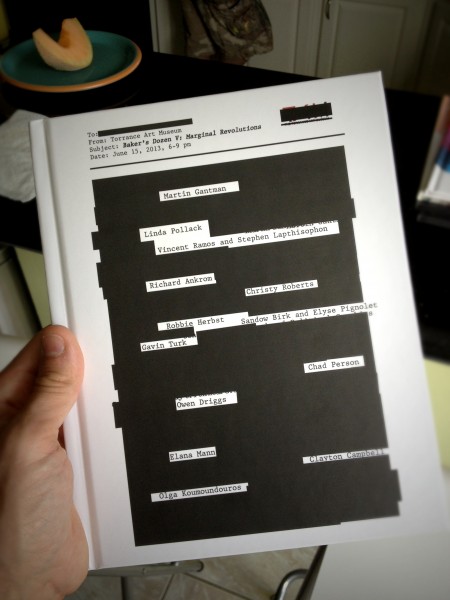 To:
From: Torrance Art Museum
Subject: Baker's Dozen V: Marginal Revolutions
Date: June 15, 2013, 6-9 pm
Martin Gantman
Linda Pollack
Vincent Ramos and Stephen Lapthisophon
Richard Ankrom
Christy Roberts
Robbie Herbst Sandow Birk and Elyse Pignolet
Gavin Turk
Chad Person
Owen Driggs
Elana Mann
Clayton Campbell
Olga Koumoundouros